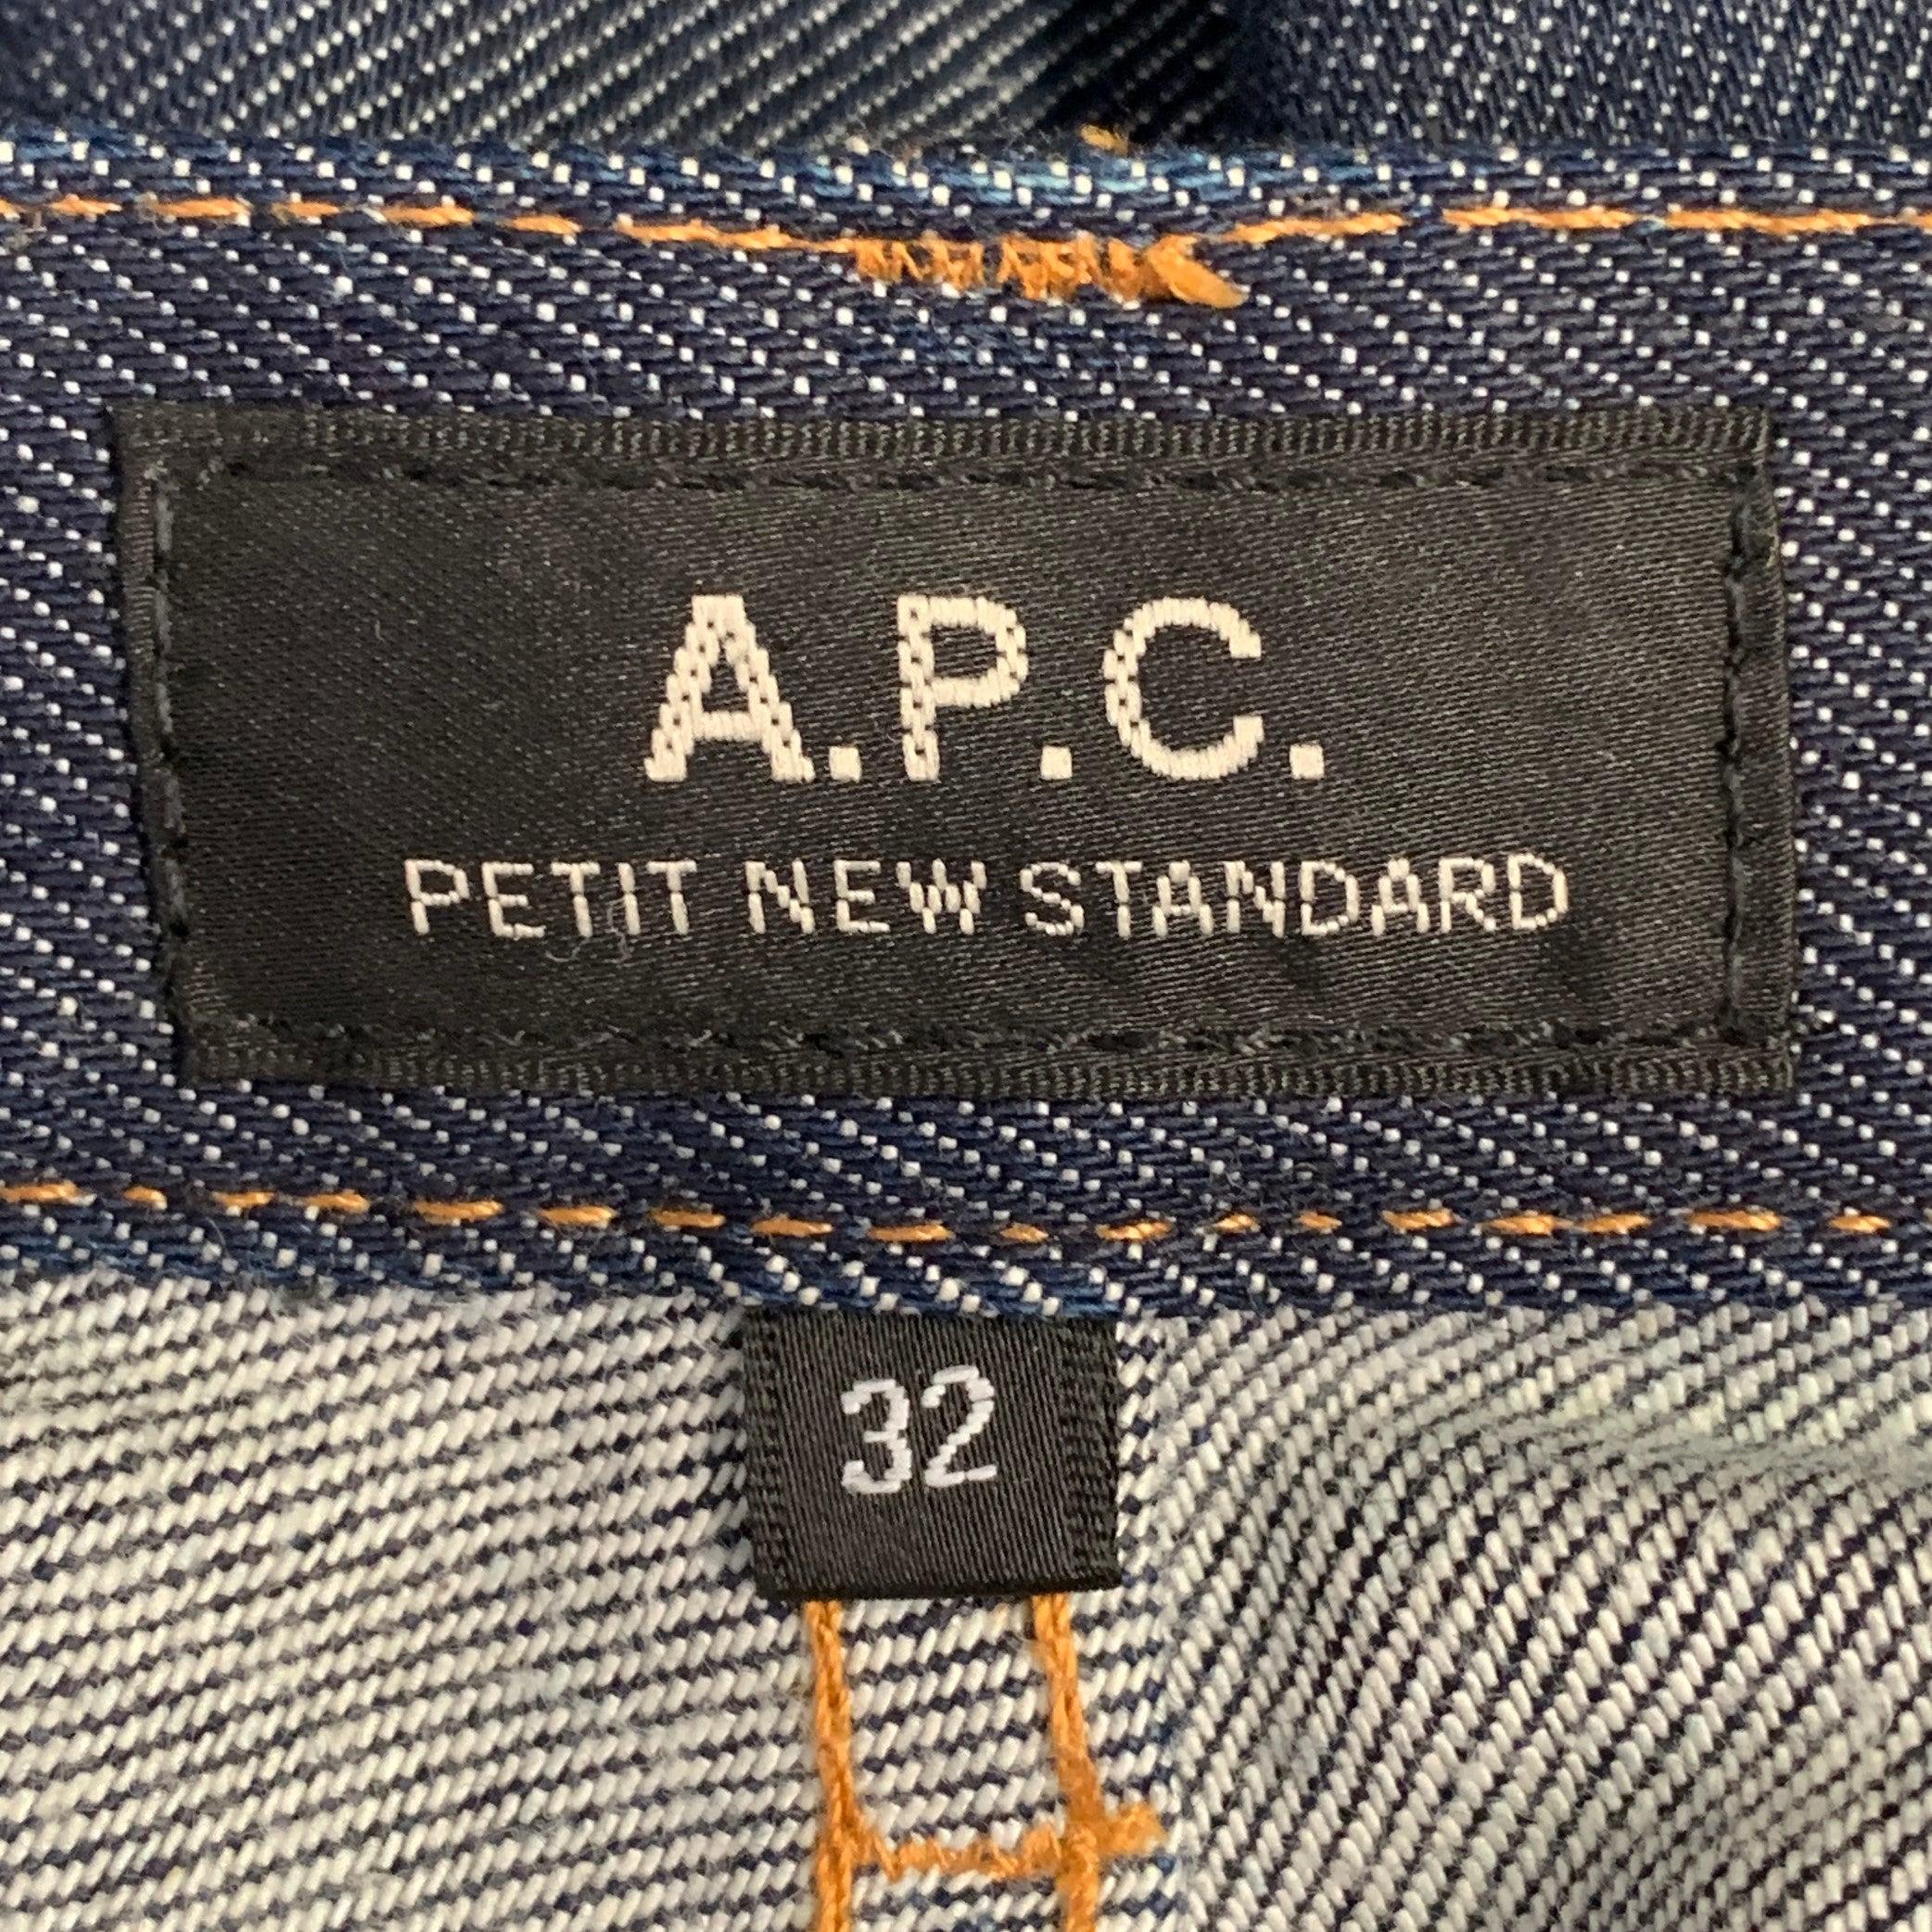 A.P.C.
PETIT NEW STANDARD
32